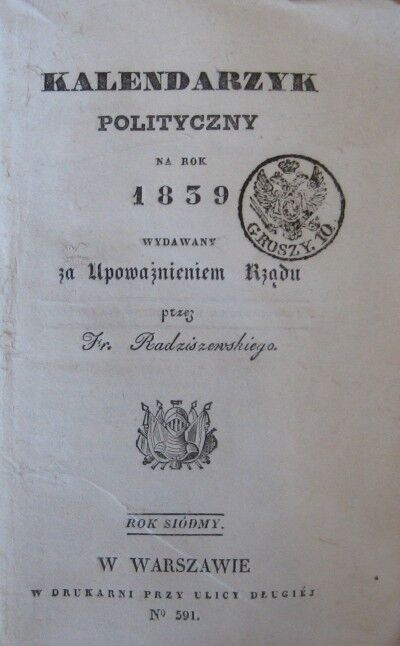 KALENDARZYK
POLITYCZNY
NA ROK
1839
GROSZY. 10.
WYDAWANY
za Upoważnieniem Rządu
przez
Fr. Radziszewskiego.
ROK SIÓDMY.
W WARSZAWIE
W DRUKARNI PRZY ULICY DŁUGIÉJ
No 591.